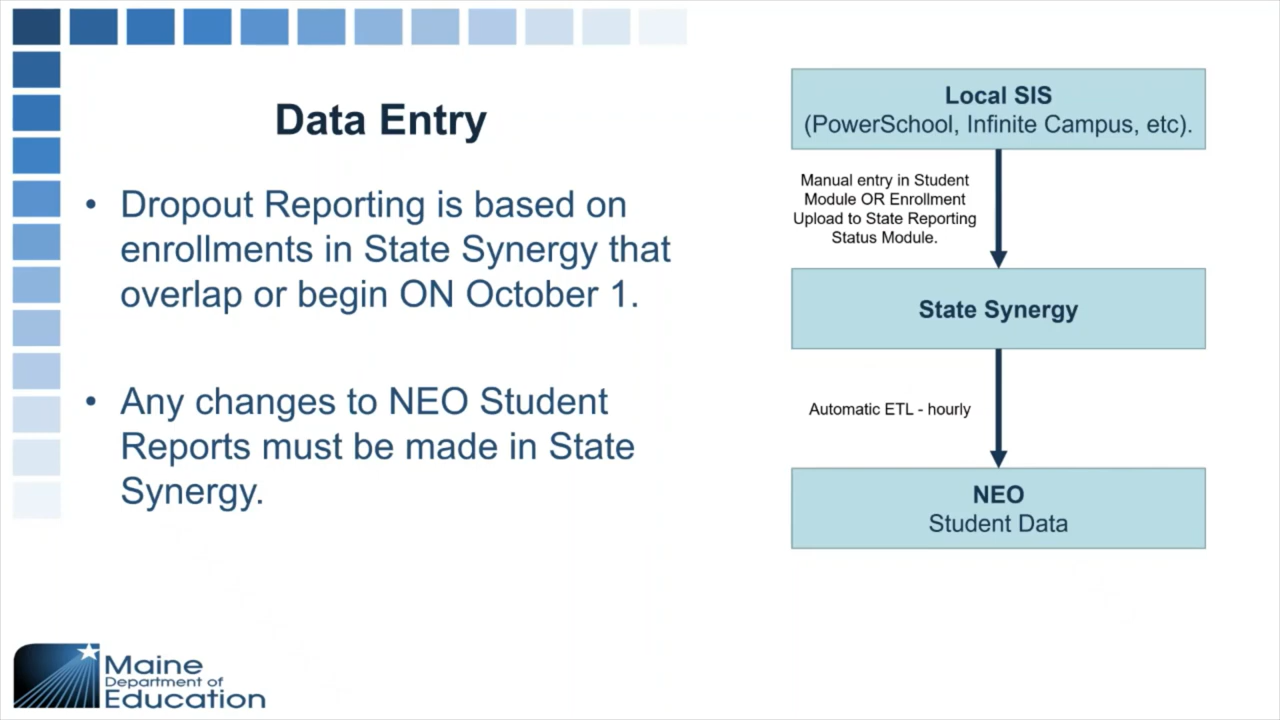 Data Entry
• Dropout Reporting is based on
enrollments in State Synergy that
overlap or begin ON October 1.
• Any changes to NEO Student
Reports must be made in State
Synergy.
Local SIS
(PowerSchool, Infinite Campus, etc).
Manual entry in Student
Module OR Enrollment
Upload to State Reporting
Status Module.
State Synergy
Automatic ETL - hourly
NEO
Student Data
Maine
Department of
Education